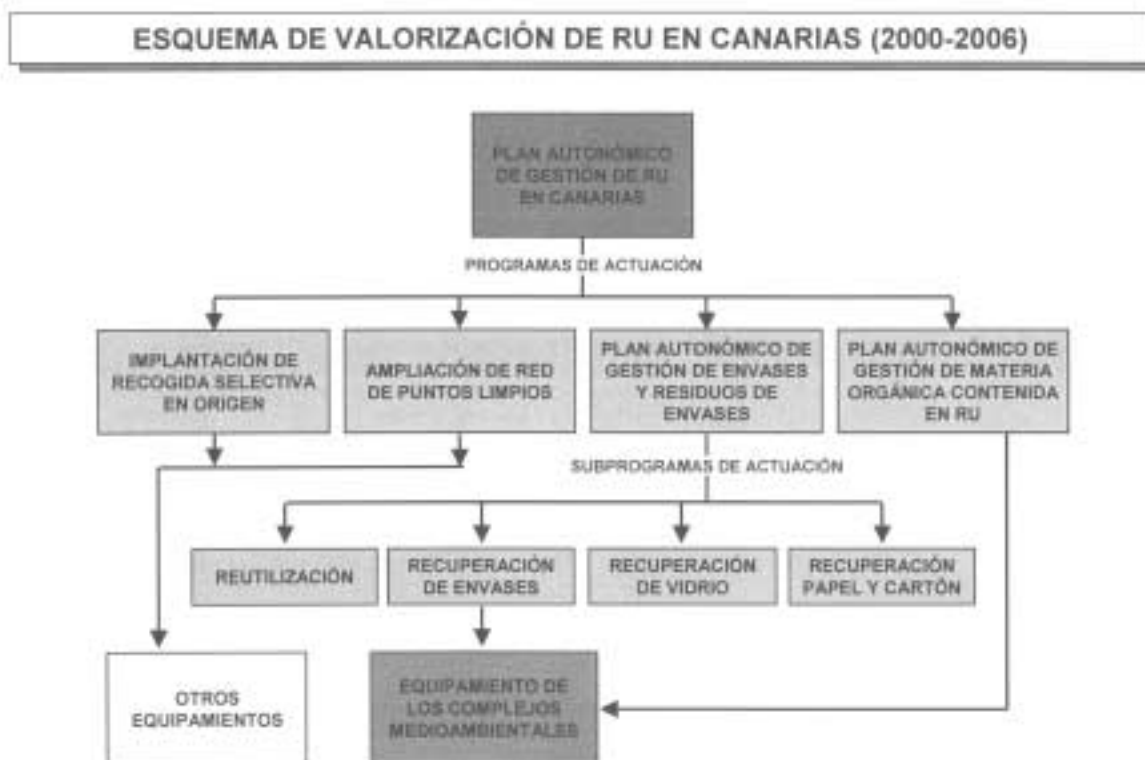 ESQUEMA DE VALORIZACIÓN DE RU EN CANARIAS (2000-2006)
PLAN AUTONÓMICO
DE GESTIÓN DE RU
EN CANARIAS
PROGRAMAS DE ACTUACIÓN
IMPLANTACIÓN DE
RECOGIDA SELECTIVA
EN ORIGEN
AMPLIACIÓN DE RED
DE PUNTOS LIMPIOS
PLAN AUTONÓMICO DE
GESTIÓN DE ENVASES
Y RESIDUOS DE
ENVASES
PLAN AUTONÓMICO DE
GESTIÓN DE MATERIA
ORGÁNICA CONTENIDA
EN RU
SUBPROGRAMAS DE ACTUACIÓN
REUTILIZACIÓN
RECUPERACIÓN
DE ENVASES
RECUPERACIÓN
DE VIDRIO
RECUPERACIÓN
PAPEL Y CARTÓN
OTROS
EQUIPAMIENTOS
EQUIPAMIENTO DE
LOS COMPLEJOS
MEDIOAMBIENTALES